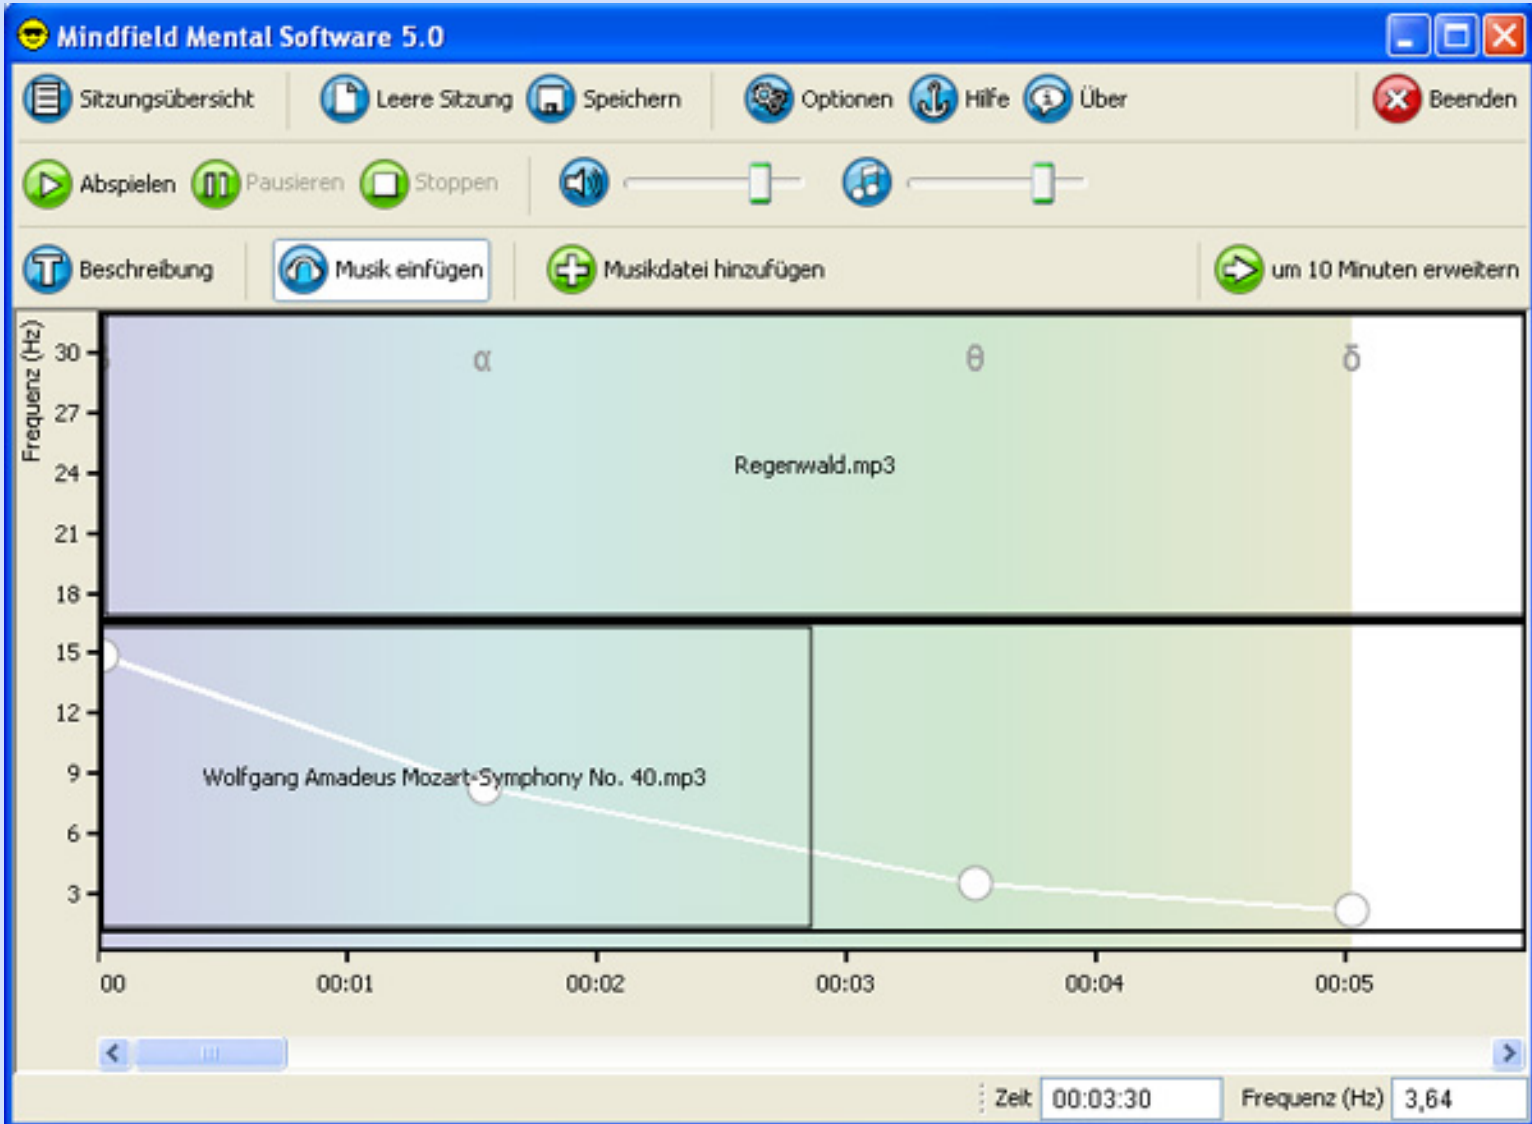 Mindfield Mental Software 5.0
Sitzungsübersicht Leere Sitzung Speichern Optionen Hilfe Über Beenden
Abspielen Pausieren Stoppen
T Beschreibung Musik einfügen Musikdatei hinzufügen um 10 Minuten erweitern
Frequenz (Hz)
30 α θ δ
27
24 Regenwald.mp3
21
18
15
12
9 Wolfgang Amadeus Mozart-Symphony No. 40.mp3
6
3
00 00:01 00:02 00:03 00:04 00:05
Zeit 00:03:30 Frequenz (Hz) 3,64